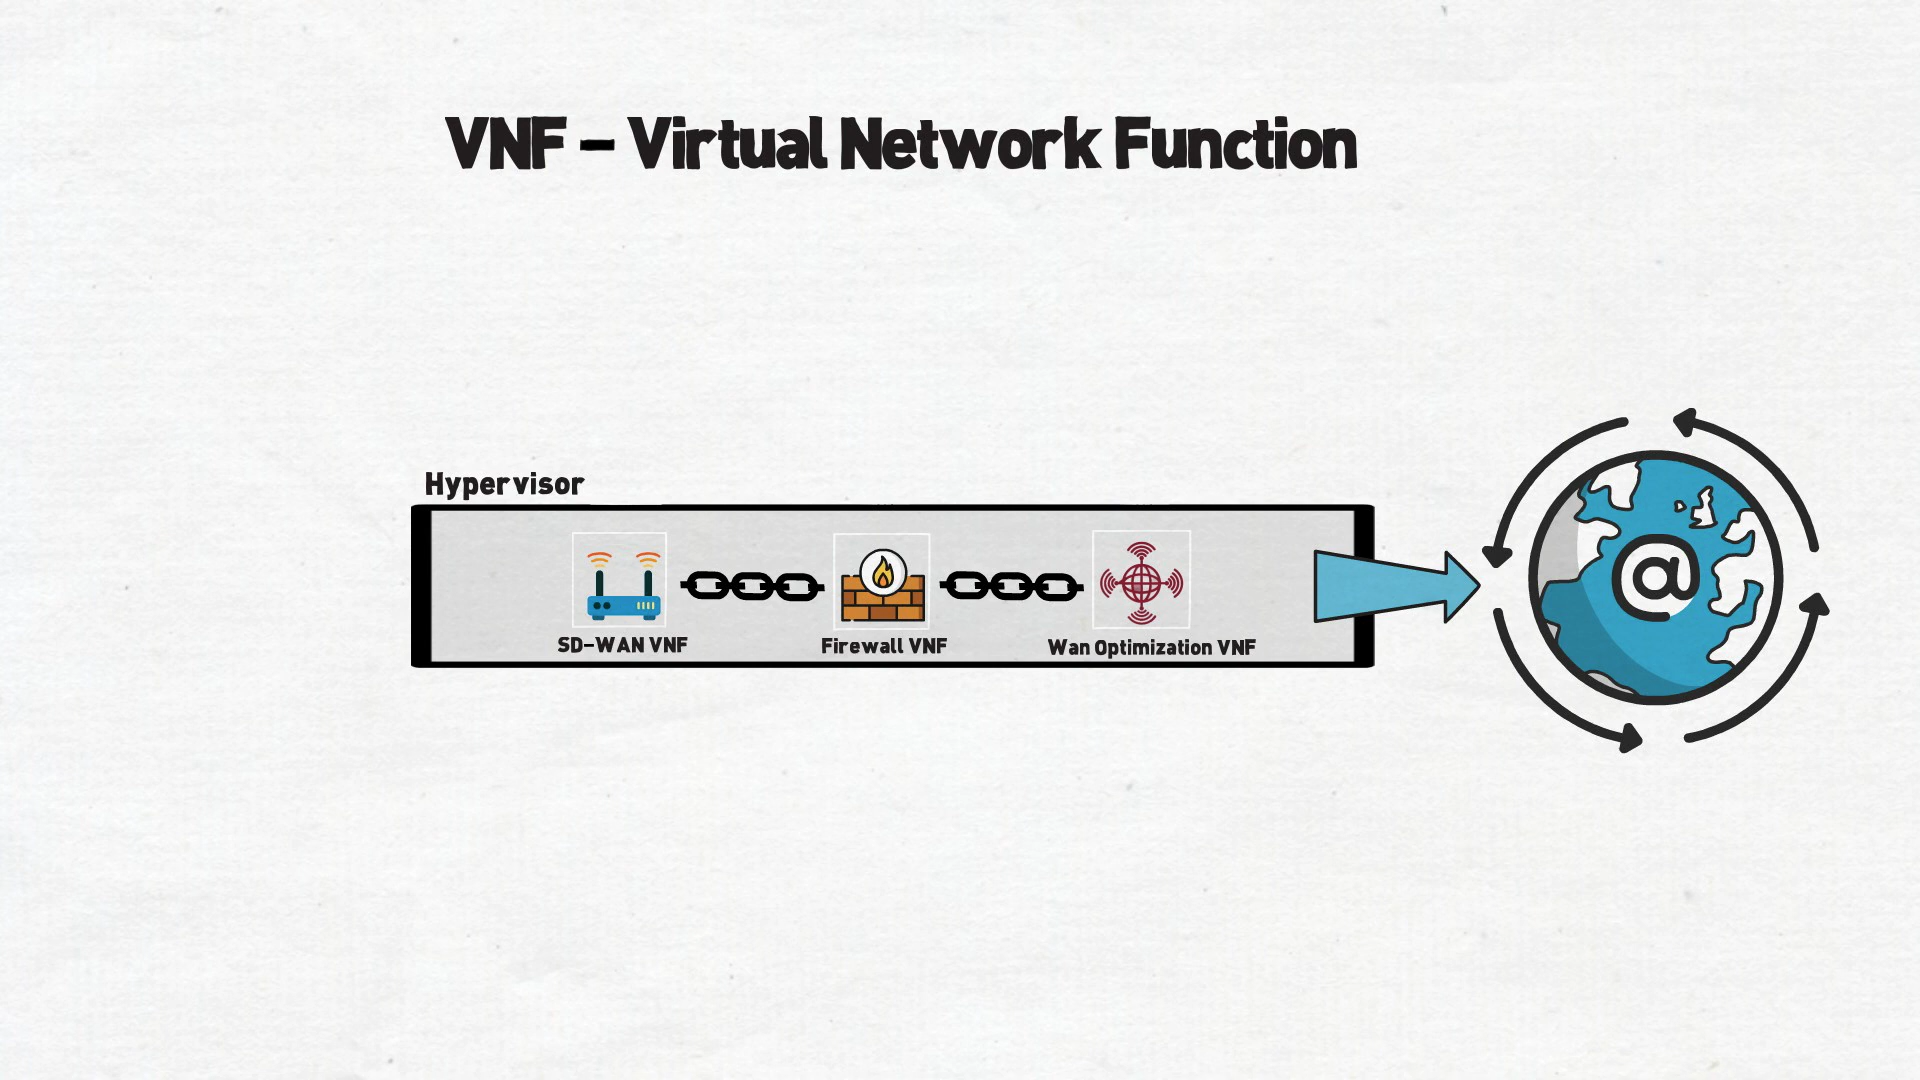 VNF - Virtual Network Function
Hypervisor
SD-WAN VNF
Firewall VNF
Wan Optimization VNF
@